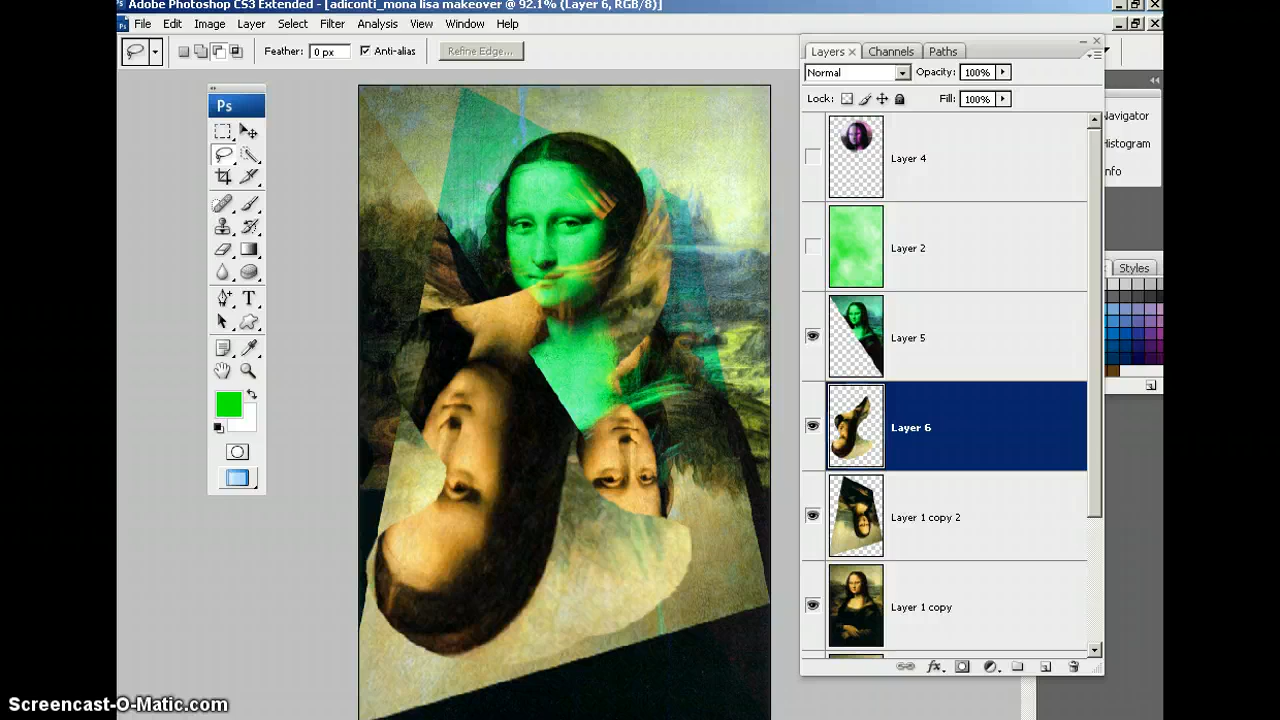 Adobe Photoshop CS3 Extended - [adiconti_mona lisa makeover @ 92.1% (Layer 6, RGB/8)]
Ps File Edit Image Layer Select Filter Analysis View Window Help
Feather: 0 px Anti-alias Refine Edge...
Layers x Channels Paths
Normal Opacity: 100%
Lock: Fill: 100%
Ps
T
Layer 4
Layer 2
Layer 5
Layer 6
Layer 1 copy 2
Layer 1 copy
fx
Navigator
Histogram
Info
Styles
Screencast-O-Matic.com